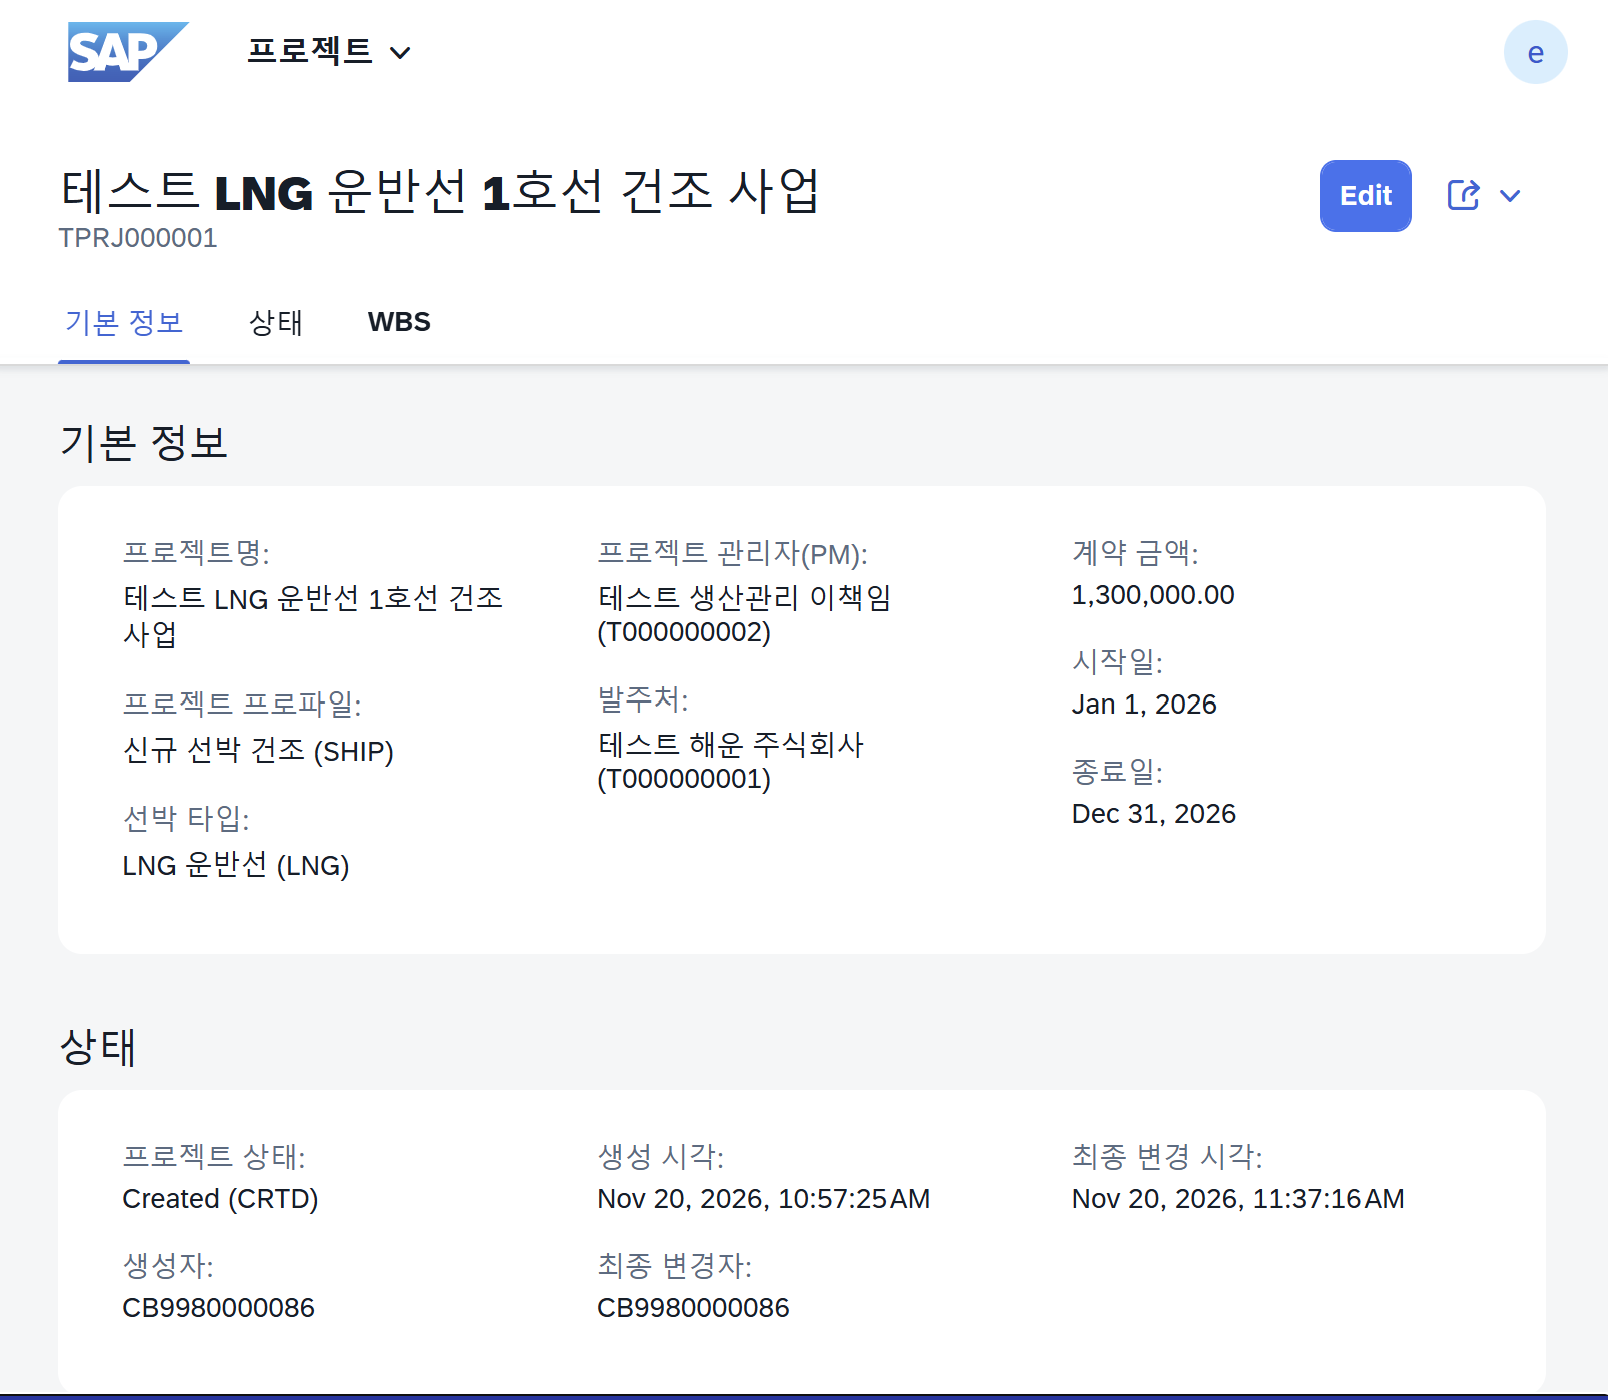 SAP
프로젝트
e
테스트 LNG 운반선 1호선 건조 사업
TPRJ000001
Edit
기본 정보
상태
WBS
기본 정보
프로젝트명:
테스트 LNG 운반선 1호선 건조
사업
프로젝트 프로파일:
신규 선박 건조 (SHIP)
선박 타입:
LNG 운반선 (LNG)
프로젝트 관리자(PM):
테스트 생산관리 이책임
(T000000002)
발주처:
테스트 해운 주식회사
(T000000001)
계약 금액:
1,300,000.00
시작일:
Jan 1, 2026
종료일:
Dec 31, 2026
상태
프로젝트 상태:
Created (CRTD)
생성자:
CB9980000086
생성 시각:
Nov 20, 2026, 10:57:25 AM
최종 변경자:
CB9980000086
최종 변경 시각:
Nov 20, 2026, 11:37:16 AM